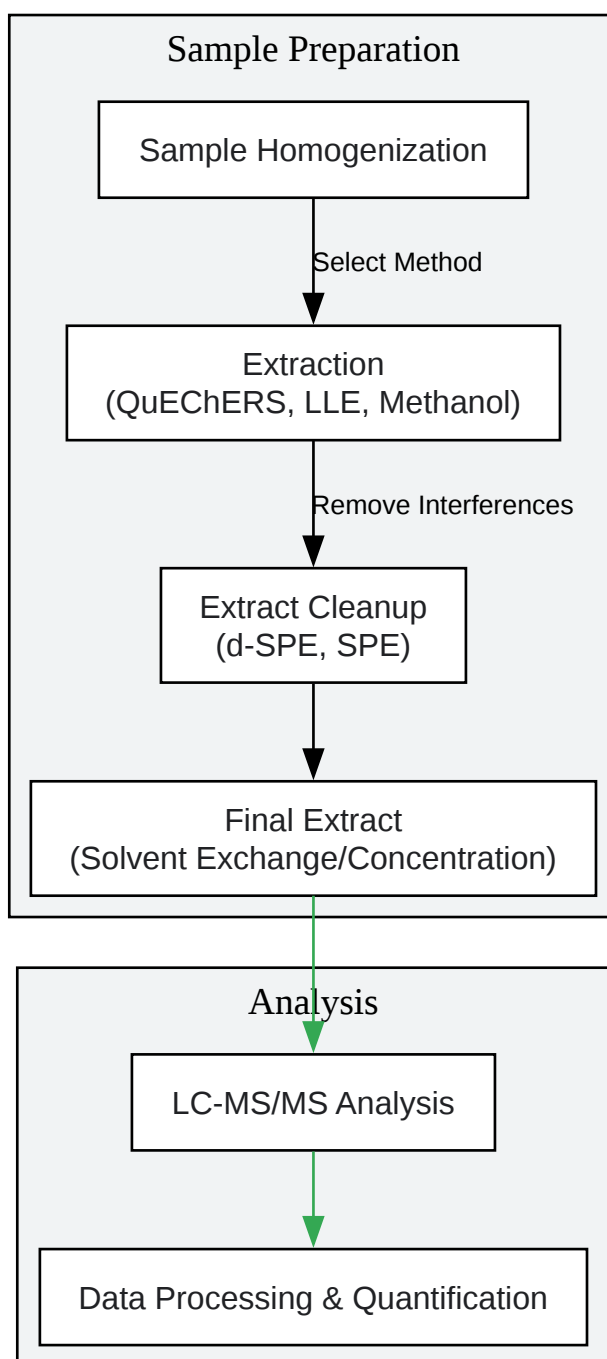 Sample Preparation
Sample Homogenization
Select Method
Extraction
(QuEChERS, LLE, Methanol)
Remove Interferences
Extract Cleanup
(d-SPE, SPE)
Final Extract
(Solvent Exchange/Concentration)
Analysis
LC-MS/MS Analysis
Data Processing & Quantification